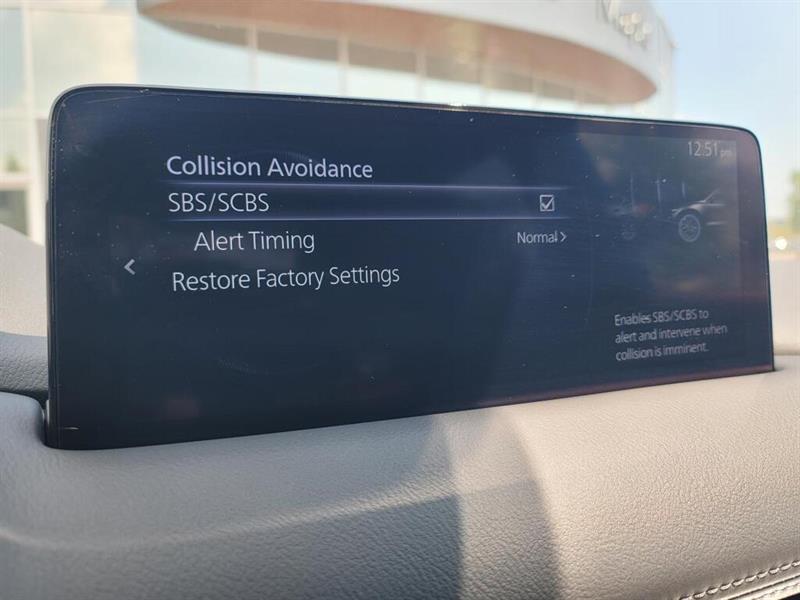 12:51 pm
Collision Avoidance
SBS/SCBS
Alert Timing Normal
Restore Factory Settings
Enables SBS/SCBS to
alert and intervene when
collision is imminent.